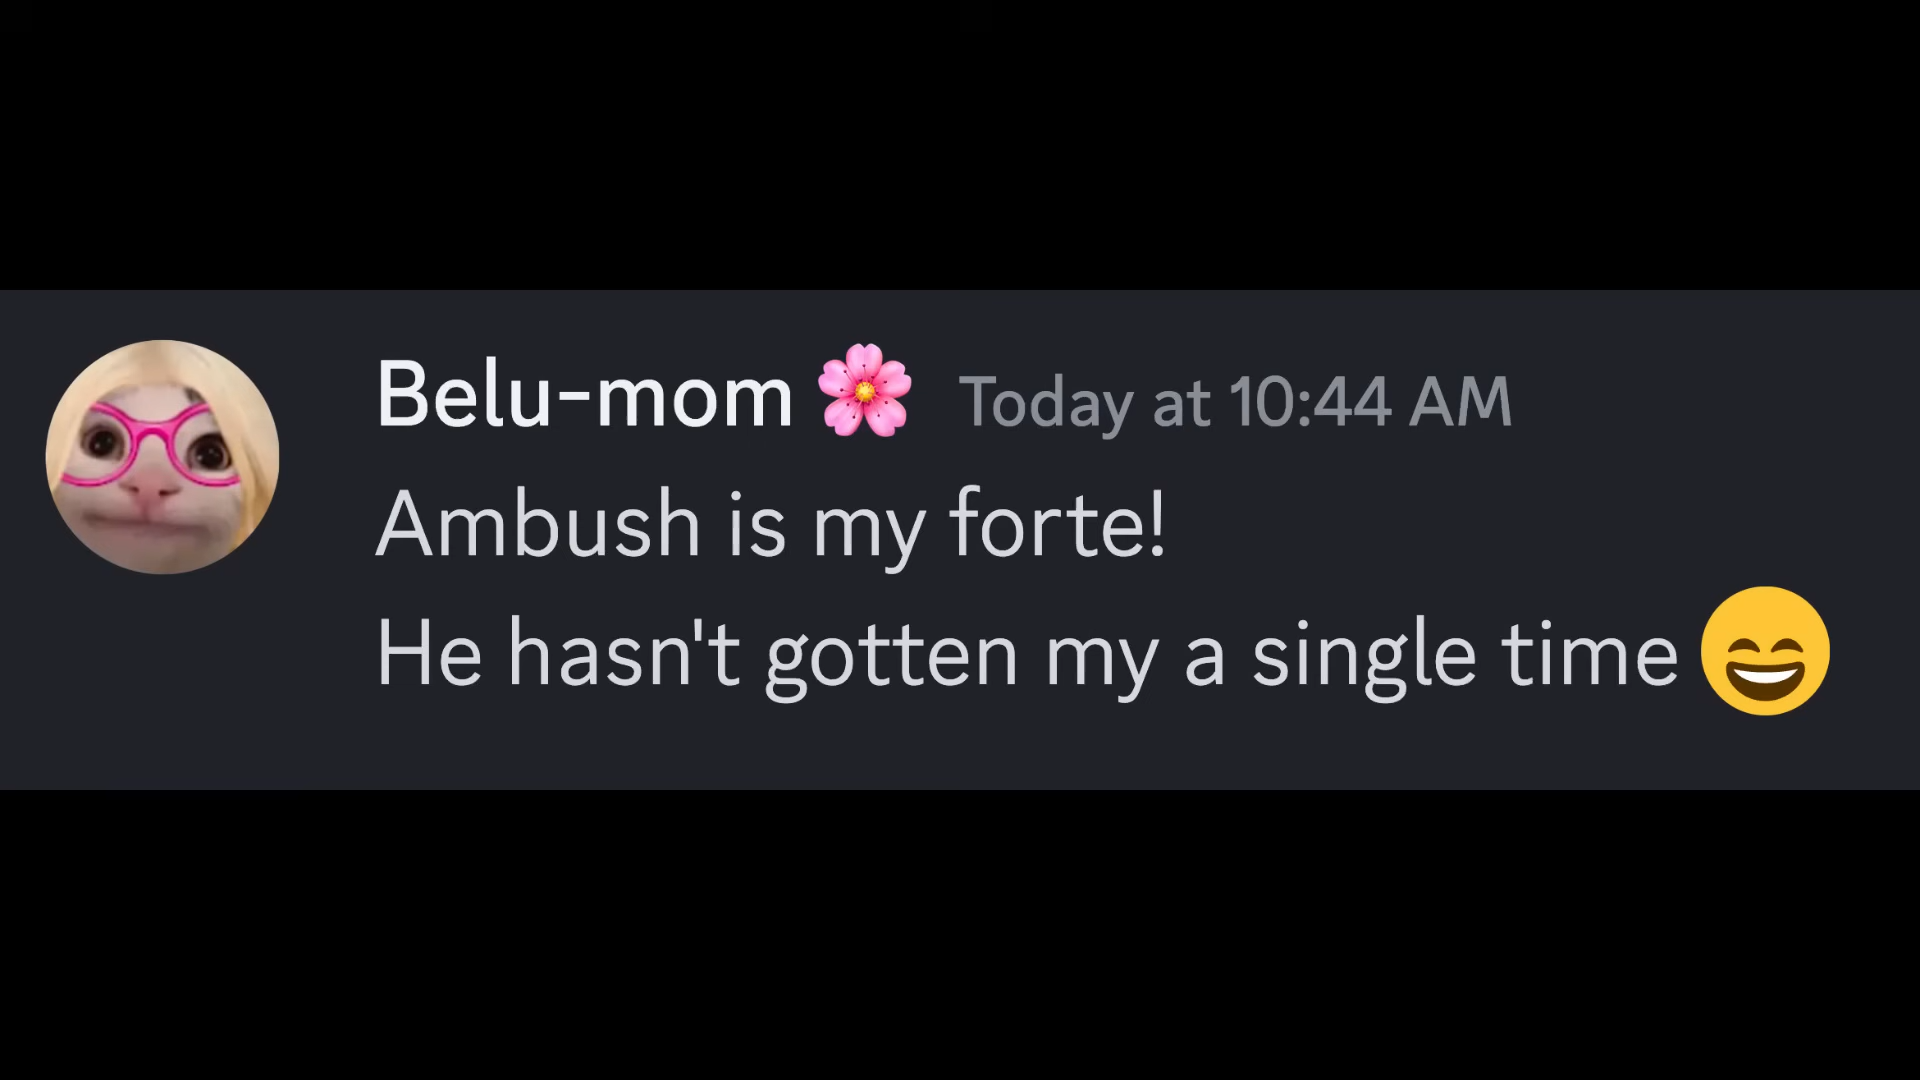 Belu-mom🌸 Today at 10:44 AM
Ambush is my forte!
He hasn't gotten my a single time 😄